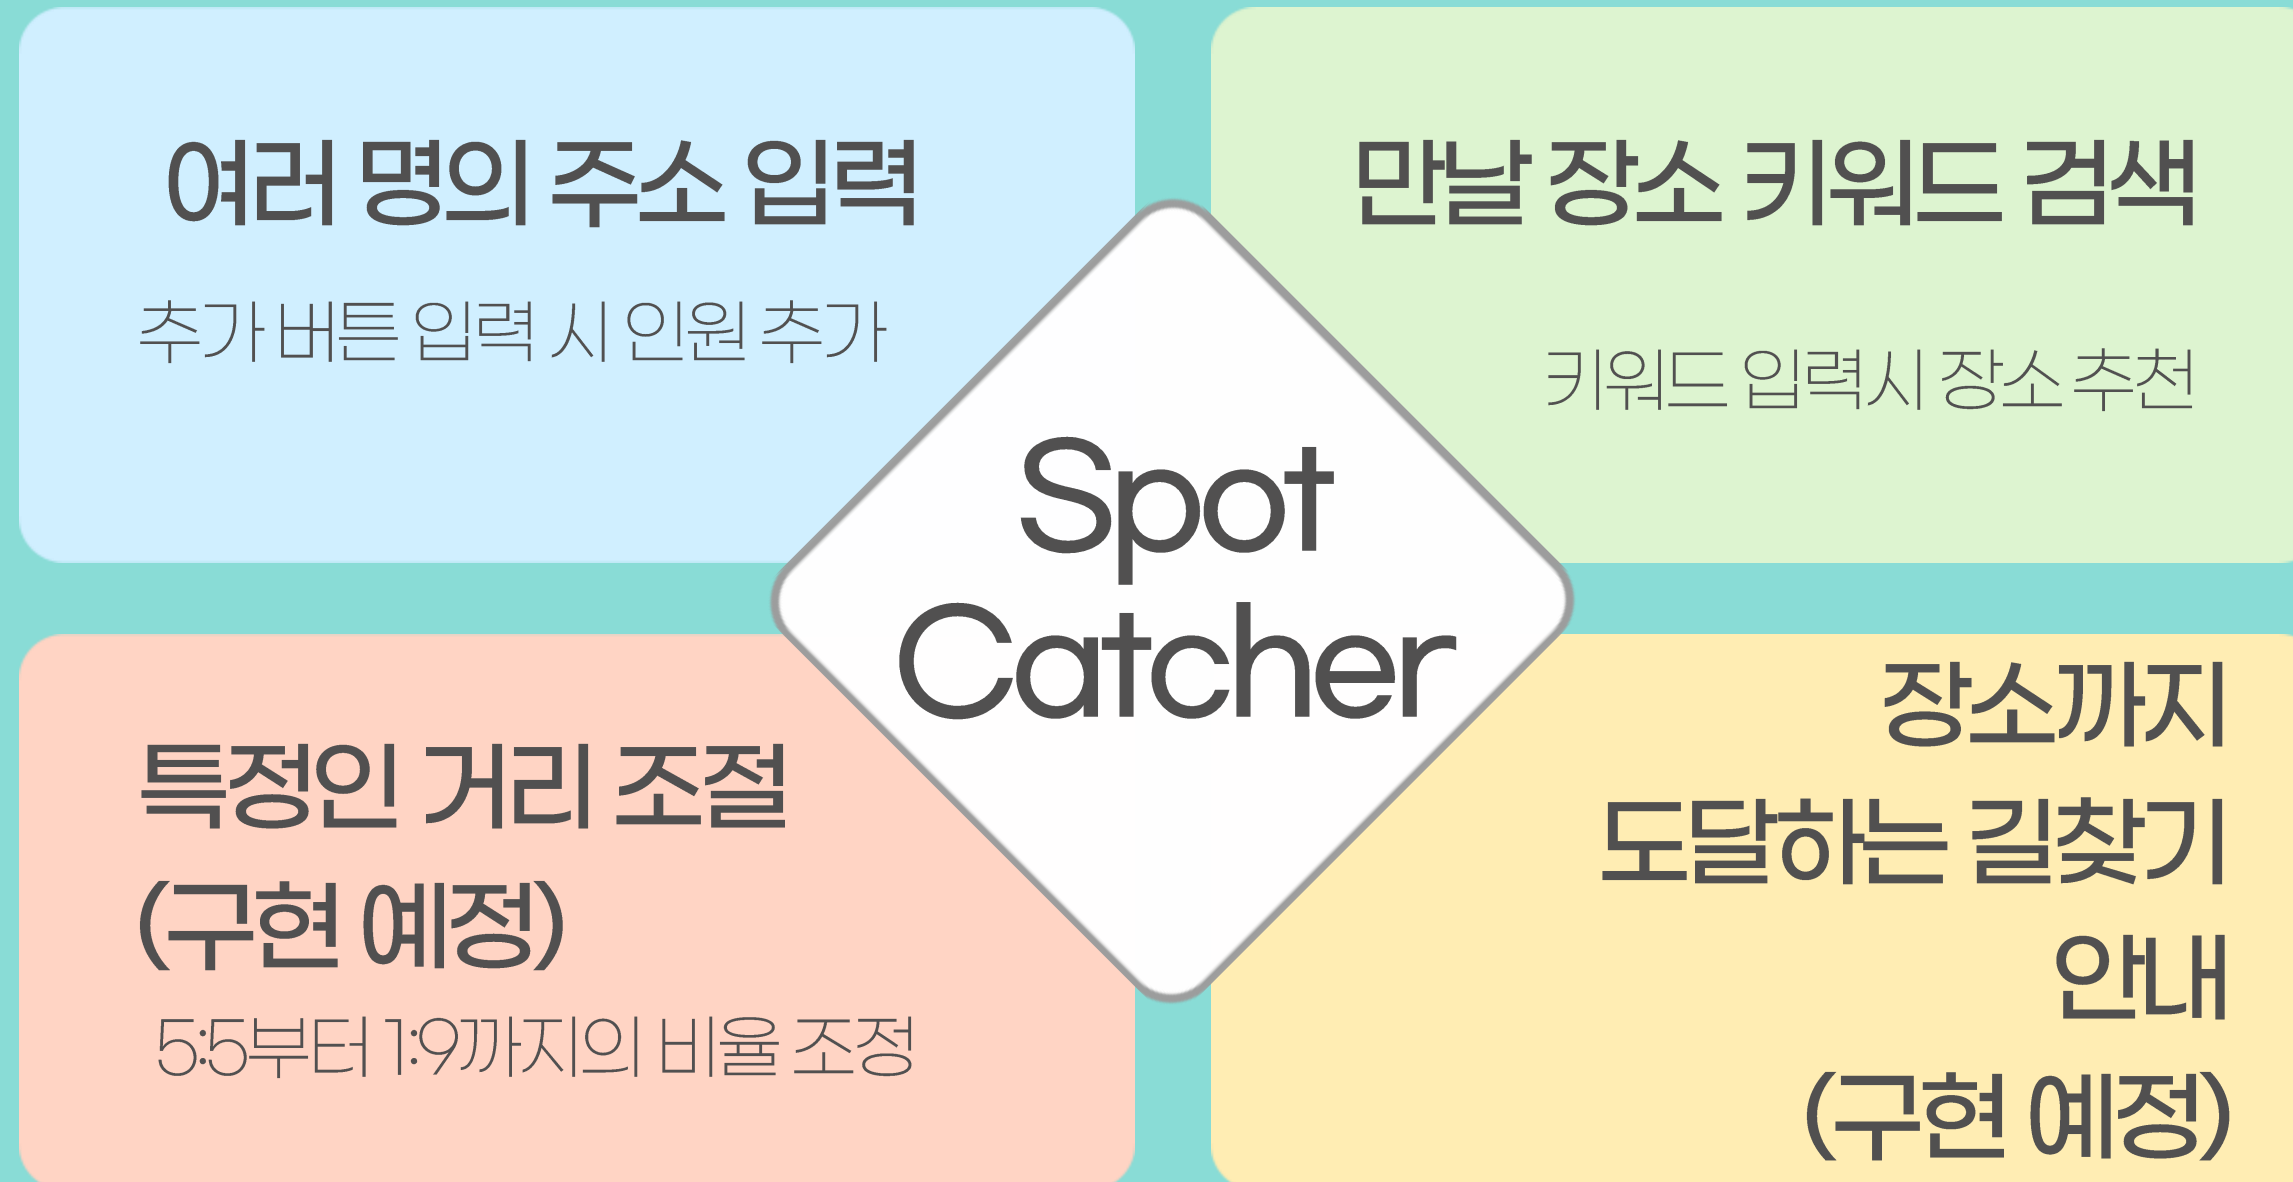 여러 명의 주소 입력
추가 버튼 입력 시 인원 추가
만날 장소 키워드 검색
키워드 입력시 장소 추천
Spot
Catcher
특정인 거리 조절
(구현 예정)
5:5부터 1:9까지의 비율 조정
장소까지
도달하는 길찾기
안내
(구현 예정)